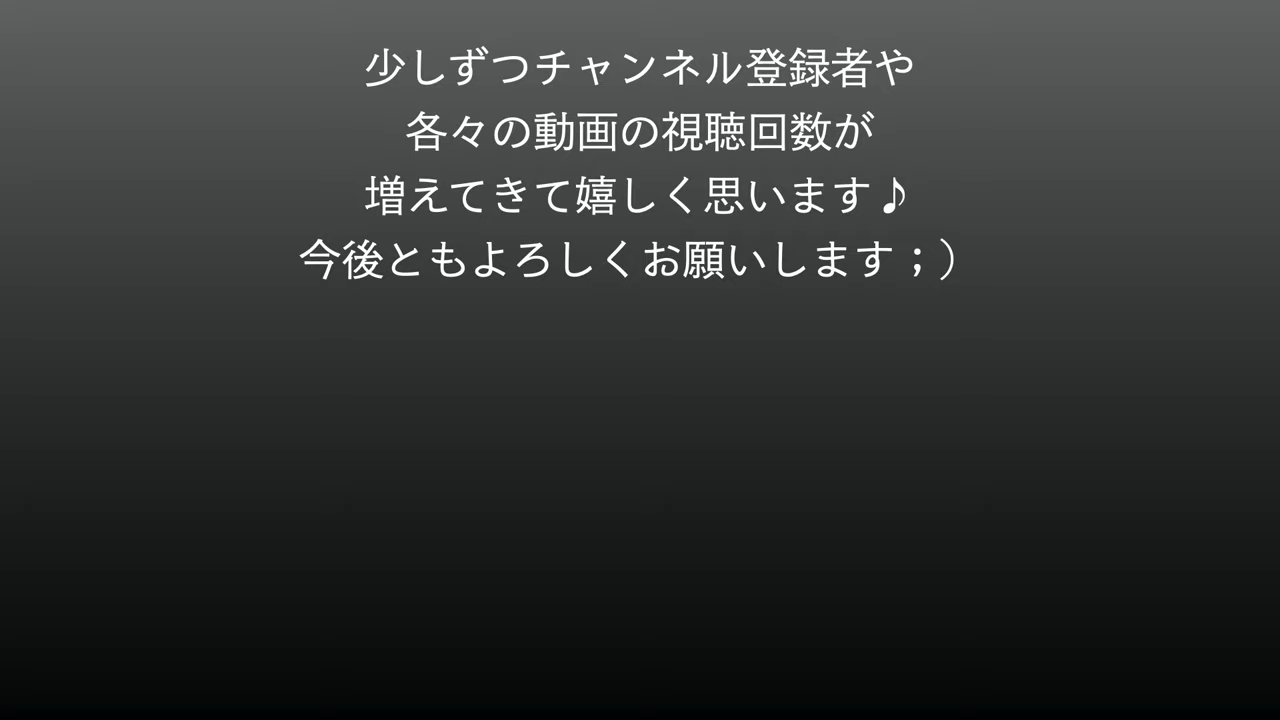 少しずつチャンネル登録者や
各々の動画の視聴回数が
増えてきて嬉しく思います♪
今後ともよろしくお願いします；）